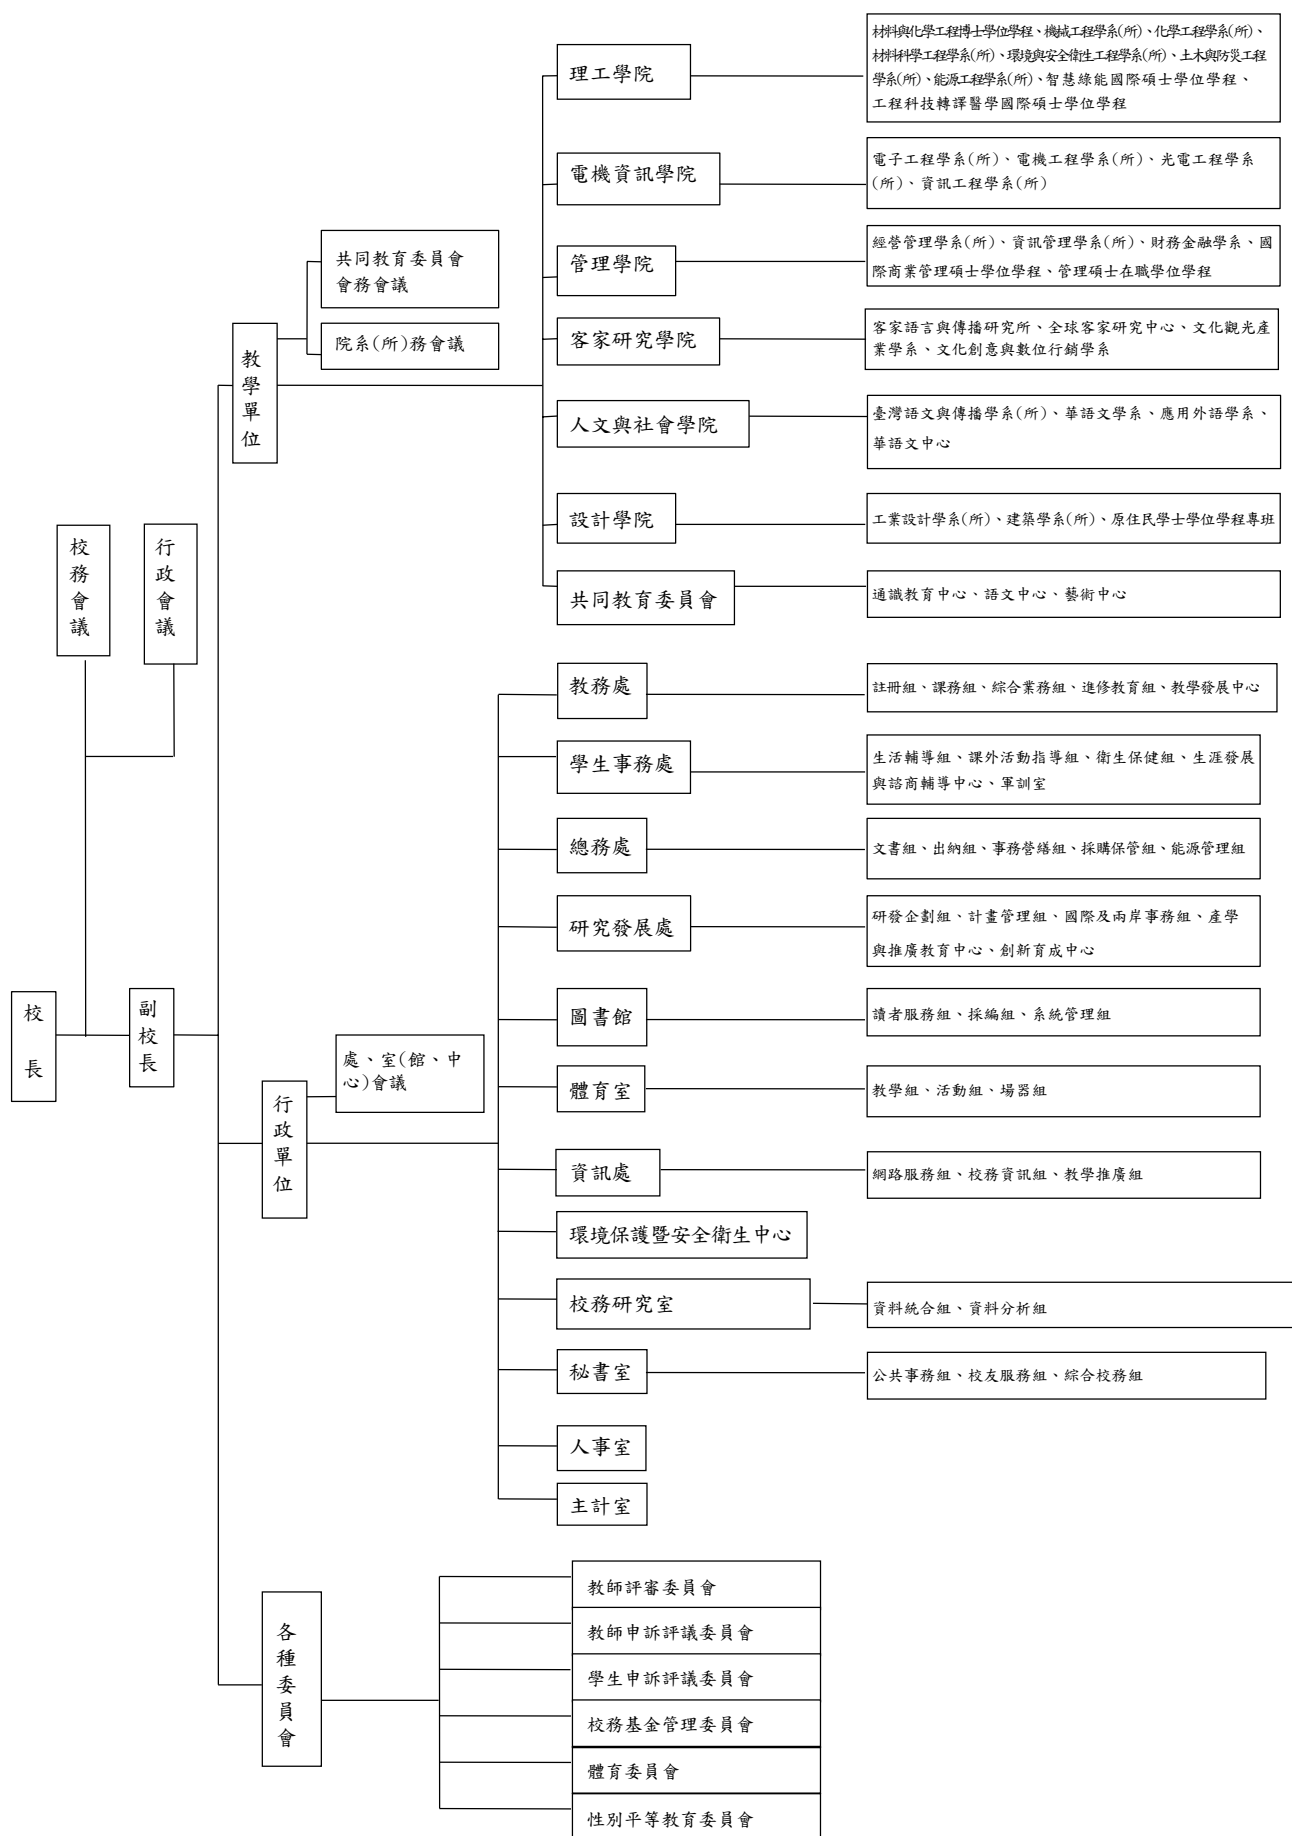 校
長
副
校
長
校
務
會
議
行
政
會
議
教
學
單
位
共同教育委員會
會務會議
院系(所)務會議
理工學院
材料與化學工程博士學位學程、機械工程學系(所)、化學工程學系(所)、
材料科學工程學系(所)、環境與安全衛生工程學系(所)、土木與防災工程
學系(所)、能源工程學系(所)、智慧綠能國際碩士學位學程、
工程科技轉譯醫學國際碩士學位學程
電機資訊學院
電子工程學系(所)、電機工程學系(所)、光電工程學系
(所)、資訊工程學系(所)
管理學院
經營管理學系(所)、資訊管理學系(所)、財務金融學系、國
際商業管理碩士學位學程、管理碩士在職學位學程
客家研究學院
客家語言與傳播研究所、全球客家研究中心、文化觀光產
業學系、文化創意與數位行銷學系
人文與社會學院
臺灣語文與傳播學系(所)、華語文學系、應用外語學系、
華語文中心
設計學院
工業設計學系(所)、建築學系(所)、原住民學士學位學程專班
共同教育委員會
通識教育中心、語文中心、藝術中心
行
政
單
位
處、室(館、中
心)會議
教務處
註冊組、課務組、綜合業務組、進修教育組、教學發展中心
學生事務處
生活輔導組、課外活動指導組、衛生保健組、生涯發展
與諮商輔導中心、軍訓室
總務處
文書組、出納組、事務營繕組、採購保管組、能源管理組
研究發展處
研發企劃組、計畫管理組、國際及兩岸事務組、產學
與推廣教育中心、創新育成中心
圖書館
讀者服務組、採編組、系統管理組
體育室
教學組、活動組、場器組
資訊處
網路服務組、校務資訊組、教學推廣組
環境保護暨安全衛生中心
校務研究室
資料統合組、資料分析組
秘書室
公共事務組、校友服務組、綜合校務組
人事室
主計室
各
種
委
員
會
教師評審委員會
教師申訴評議委員會
學生申訴評議委員會
校務基金管理委員會
體育委員會
性別平等教育委員會